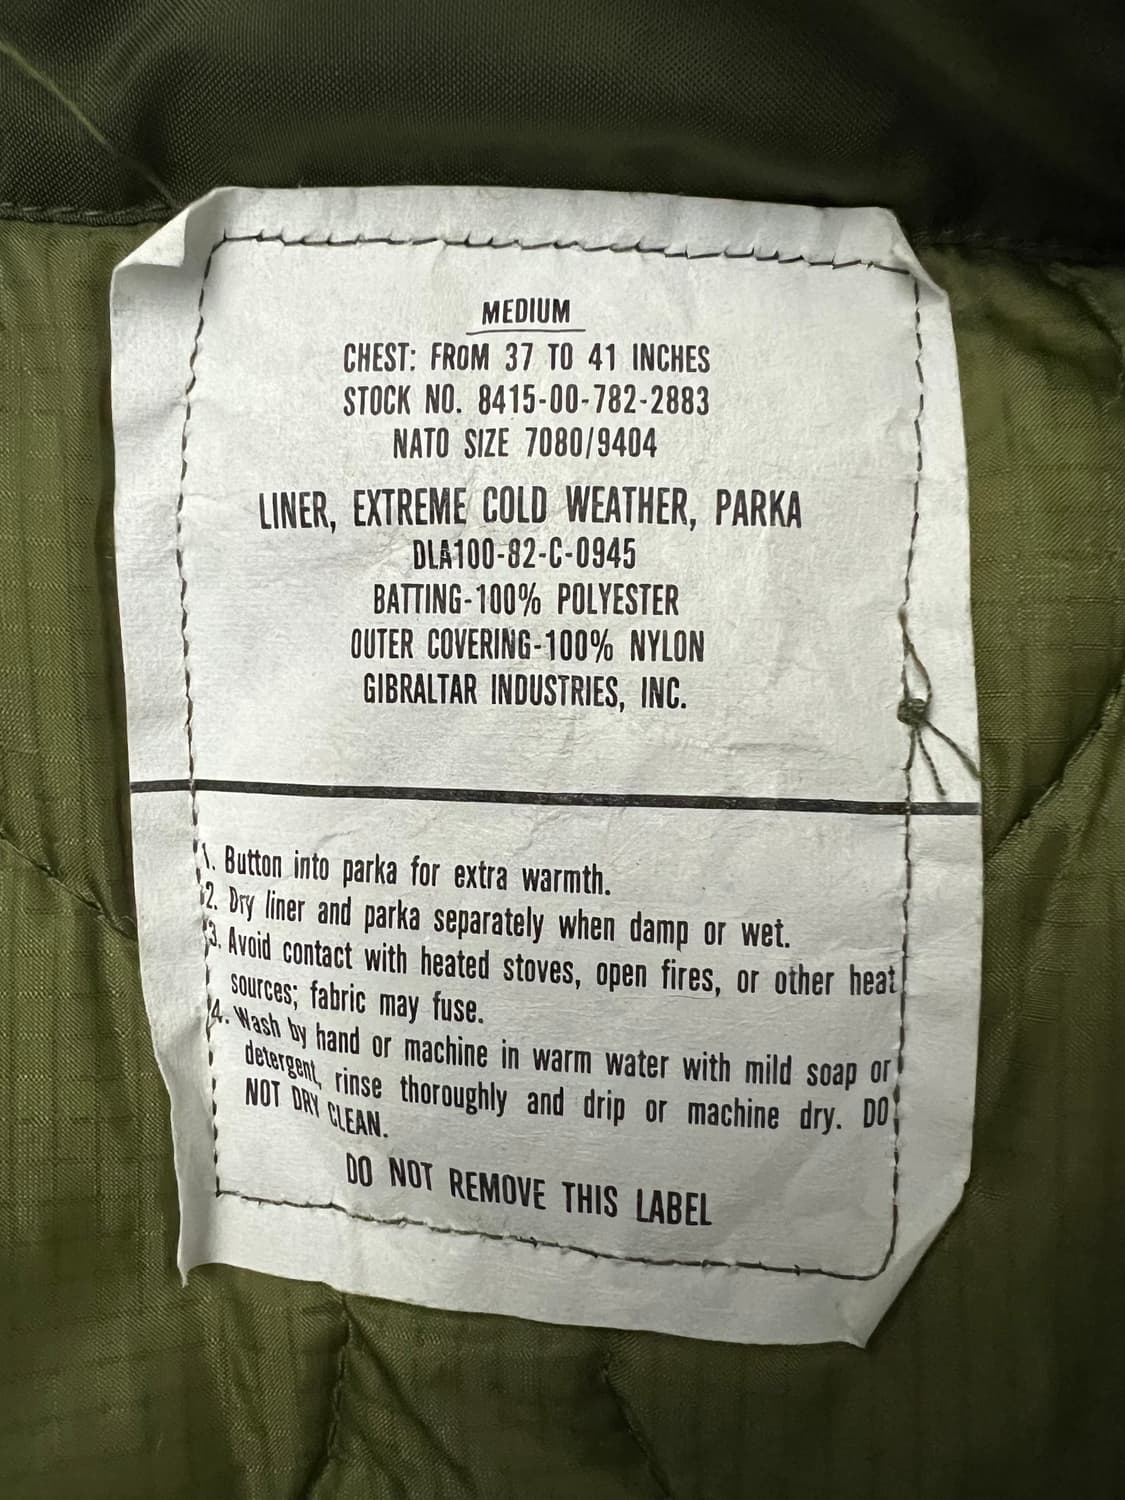 MEDIUM
CHEST: FROM 37 TO 41 INCHES
STOCK NO. 8415-00-782-2883
NATO SIZE 7080/9404
LINER, EXTREME COLD WEATHER, PARKA
DLA100-82-C-0945
BATTING-100% POLYESTER
OUTER COVERING-100% NYLON
GIBRALTAR INDUSTRIES, INC.
1. Button into parka for extra warmth.
2. Dry liner and parka separately when damp or wet.
3. Avoid contact with heated stoves, open fires, or other heat
sources; fabric may fuse.
4. Wash by hand or machine in warm water with mild soap or
detergent, rinse thoroughly and drip or machine dry. DO
NOT DRY CLEAN.
DO NOT REMOVE THIS LABEL